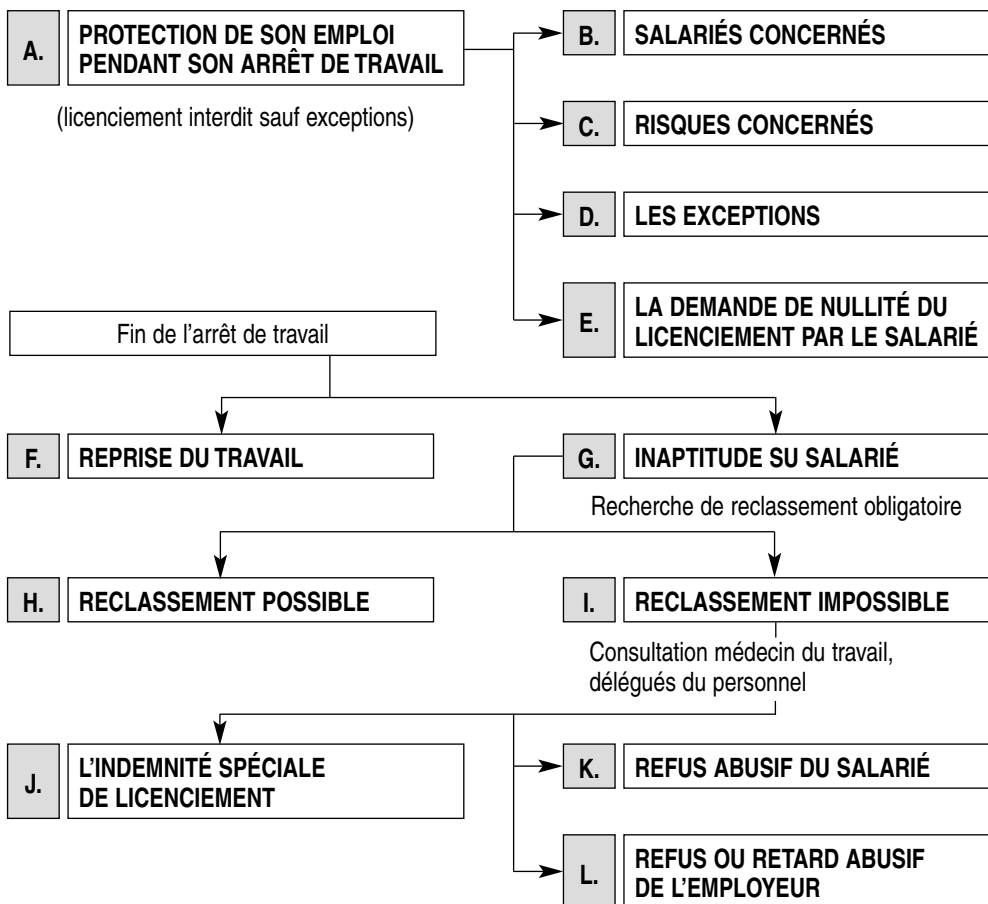 A.
PROTECTION DE SON EMPLOI
PENDANT SON ARRÊT DE TRAVAIL
(licenciement interdit sauf exceptions)
B.
SALARIÉS CONCERNÉS
C.
RISQUES CONCERNÉS
D.
LES EXCEPTIONS
E.
LA DEMANDE DE NULLITÉ DU
LICENCIEMENT PAR LE SALARIÉ
Fin de l'arrêt de travail
F.
REPRISE DU TRAVAIL
G.
INAPTITUDE SU SALARIÉ
Recherche de reclassement obligatoire
H.
RECLASSEMENT POSSIBLE
I.
RECLASSEMENT IMPOSSIBLE
Consultation médecin du travail,
délégués du personnel
J.
L'INDEMNITÉ SPÉCIALE
DE LICENCIEMENT
K.
REFUS ABUSIF DU SALARIÉ
L.
REFUS OU RETARD ABUSIF
DE L'EMPLOYEUR